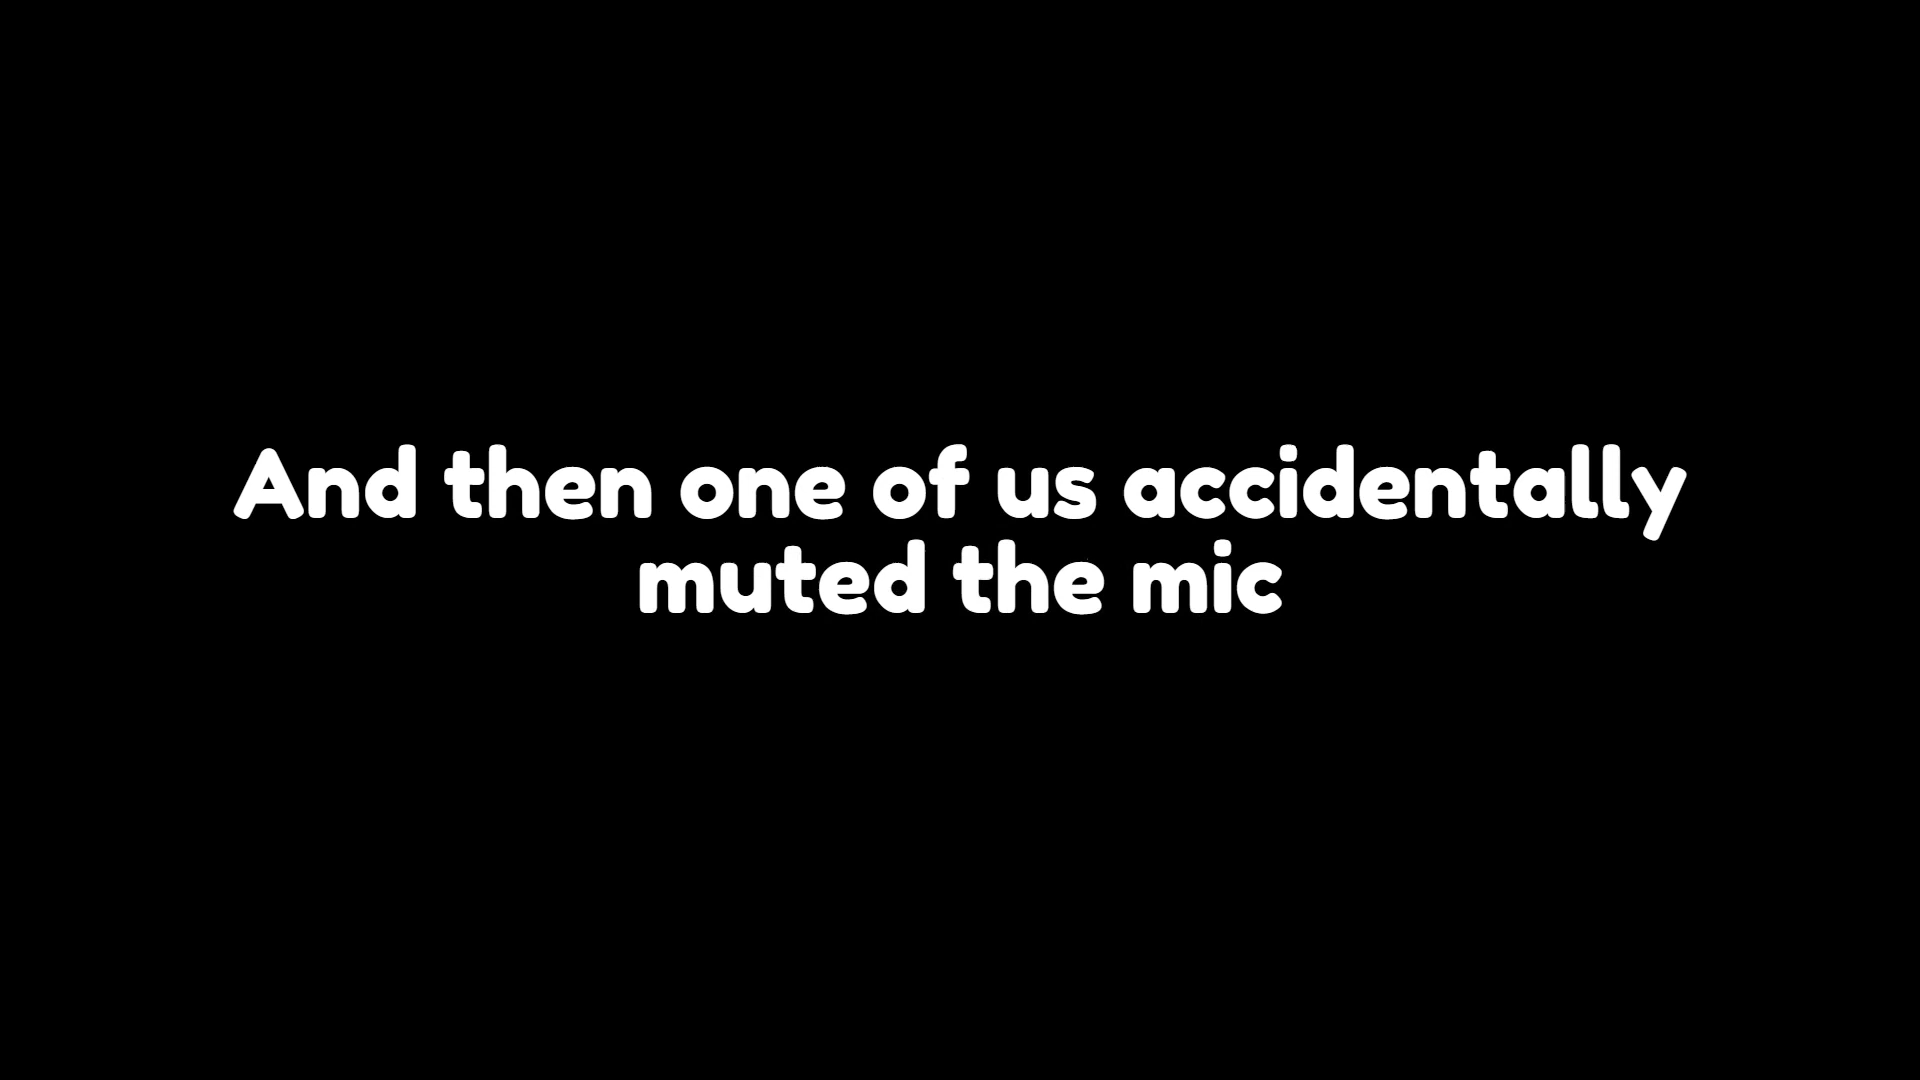 And then one of us accidentally
muted the mic